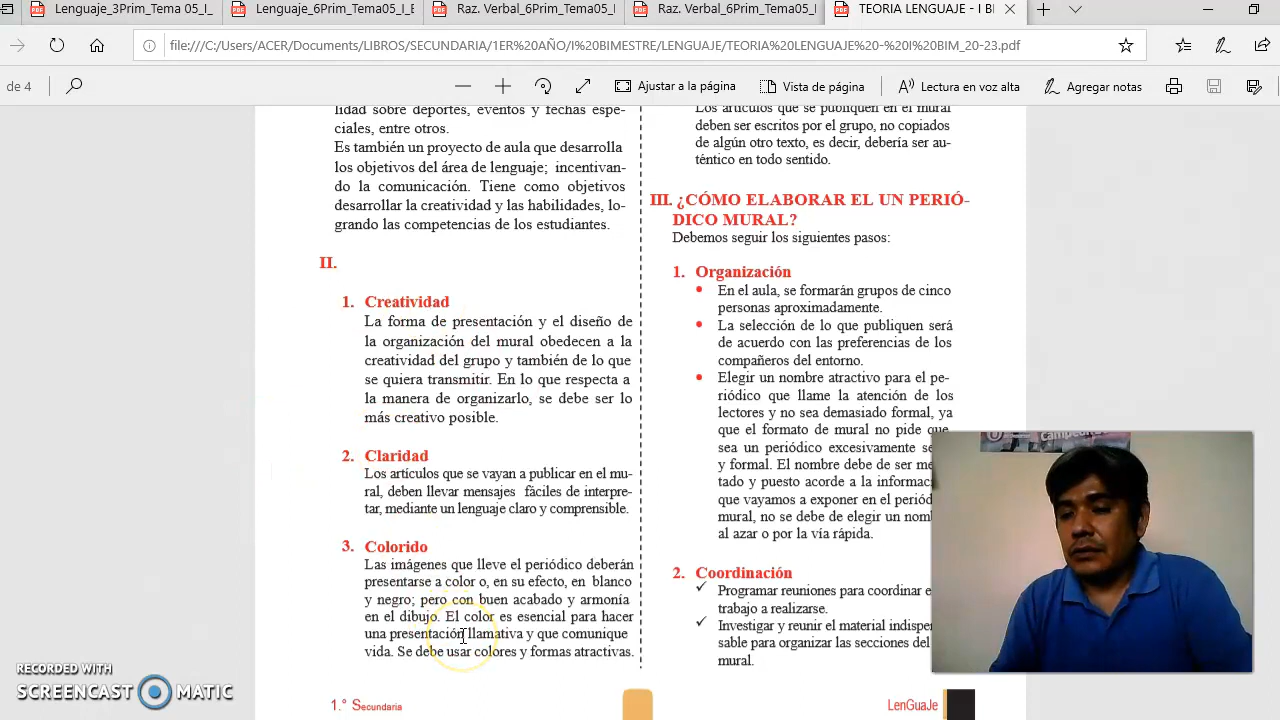 Lenguaje_6Prim_Tema 05_I_E
Lenguaje_6Prim_Tema 05_I_B
Raz. Verbal_6Prim_Tema05_I
Raz. Verbal_6Prim_Tema05_I
TEORIA LENGUAJE - I BI
file:///C:/Users/ACER/Documents/LIBROS/SECUNDARIA/1ER%20AÑO/I%20BIMESTRE/LENGUAJE/TEORIA%20LENGUAJE%20-%20I%20BIM_20-23.pdf
de 4
Ajustar a la página
Vista de página
Lectura en voz alta
Agregar notas
lidad sobre deportes, eventos y fechas espe-
ciales, entre otros.
Es también un proyecto de aula que desarrolla
los objetivos del área de lenguaje; incentivan-
do la comunicación. Tiene como objetivos
desarrollar la creatividad y las habilidades, lo-
grando las competencias de los estudiantes.
II.
1. Creatividad
La forma de presentación y el diseño de
la organización del mural obedecen a la
creatividad del grupo y también de lo que
se quiera transmitir. En lo que respecta a
la manera de organizarlo, se debe ser lo
más creativo posible.
2. Claridad
Los artículos que se vayan a publicar en el mu-
ral, deben llevar mensajes fáciles de interpre-
tar, mediante un lenguaje claro y comprensible.
3. Colorido
Las imágenes que lleve el periódico deberán
presentarse a color o, en su efecto, en blanco
y negro; pero con buen acabado y armonía
en el dibujo. El color es esencial para hacer
una presentación llamativa y que comunique
vida. Se debe usar colores y formas atractivas.
Los artículos que se publiquen en el mural
deben ser escritos por el grupo, no copiados
de algún otro texto, es decir, debería ser au-
téntico en todo sentido.
III. ¿CÓMO ELABORAR EL UN PERIÓ-
DICO MURAL?
Debemos seguir los siguientes pasos:
1. Organización
• En el aula, se formarán grupos de cinco
personas aproximadamente.
• La selección de lo que publiquen será
de acuerdo con las preferencias de los
compañeros del entorno.
• Elegir un nombre atractivo para el pe-
riódico que llame la atención de los
lectores y no sea demasiado formal, ya
que el formato de mural no pide que
sea un periódico excesivamente se
y formal. El nombre debe de ser me
tado y puesto acorde a la informac
que vayamos a exponer en el periód
mural, no se debe de elegir un nom
al azar o por la vía rápida.
2. Coordinación
✓ Programar reuniones para coordinar e
trabajo a realizarse.
✓ Investigar y reunir el material indispen
sable para organizar las secciones del
mural.
RECORDED WITH
SCREENCAST MATIC
1.° Secundaria
LenGuaJe